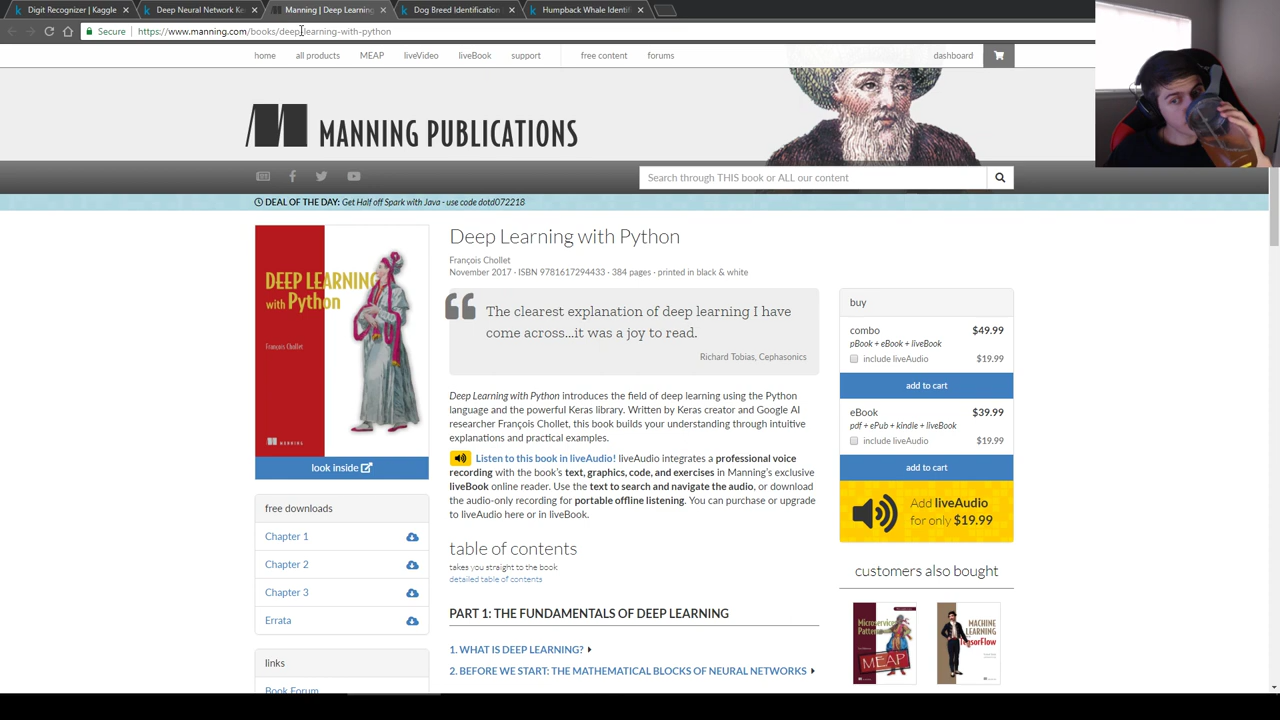 Digit Recognizer | Kaggle
Deep Neural Network Ke
Manning | Deep Learning
Dog Breed Identification
Humpback Whale Identif
Secure
https://www.manning.com/books/deep-learning-with-python
home
all products
MEAP
liveVideo
liveBook
support
free content
forums
dashboard
MANNING PUBLICATIONS
Search through THIS book or ALL our content
DEAL OF THE DAY: Get Half off Spark with Java - use code dotd072218
DEEP LEARNING
with Python
François Chollet
MANNING
look inside
free downloads
Chapter 1
Chapter 2
Chapter 3
Errata
links
Book Forum
Deep Learning with Python
François Chollet
November 2017 · ISBN 9781617294433 · 384 pages · printed in black & white
The clearest explanation of deep learning I have
come across...it was a joy to read.
Richard Tobias, Cephasonics
Deep Learning with Python introduces the field of deep learning using the Python
language and the powerful Keras library. Written by Keras creator and Google AI
researcher François Chollet, this book builds your understanding through intuitive
explanations and practical examples.
Listen to this book in liveAudio! liveAudio integrates a professional voice
recording with the book's text, graphics, code, and exercises in Manning's exclusive
liveBook online reader. Use the text to search and navigate the audio, or download
the audio-only recording for portable offline listening. You can purchase or upgrade
to liveAudio here or in liveBook.
table of contents
takes you straight to the book
detailed table of contents
PART 1: THE FUNDAMENTALS OF DEEP LEARNING
1. WHAT IS DEEP LEARNING?
2. BEFORE WE START: THE MATHEMATICAL BLOCKS OF NEURAL NETWORKS
buy
combo $49.99
pBook + eBook + liveBook
include liveAudio $19.99
add to cart
eBook $39.99
pdf + ePub + kindle + liveBook
include liveAudio $19.99
add to cart
Add liveAudio
for only $19.99
customers also bought
Microservices
Patterns
MEAP
MACHINE
LEARNING
TensorFlow